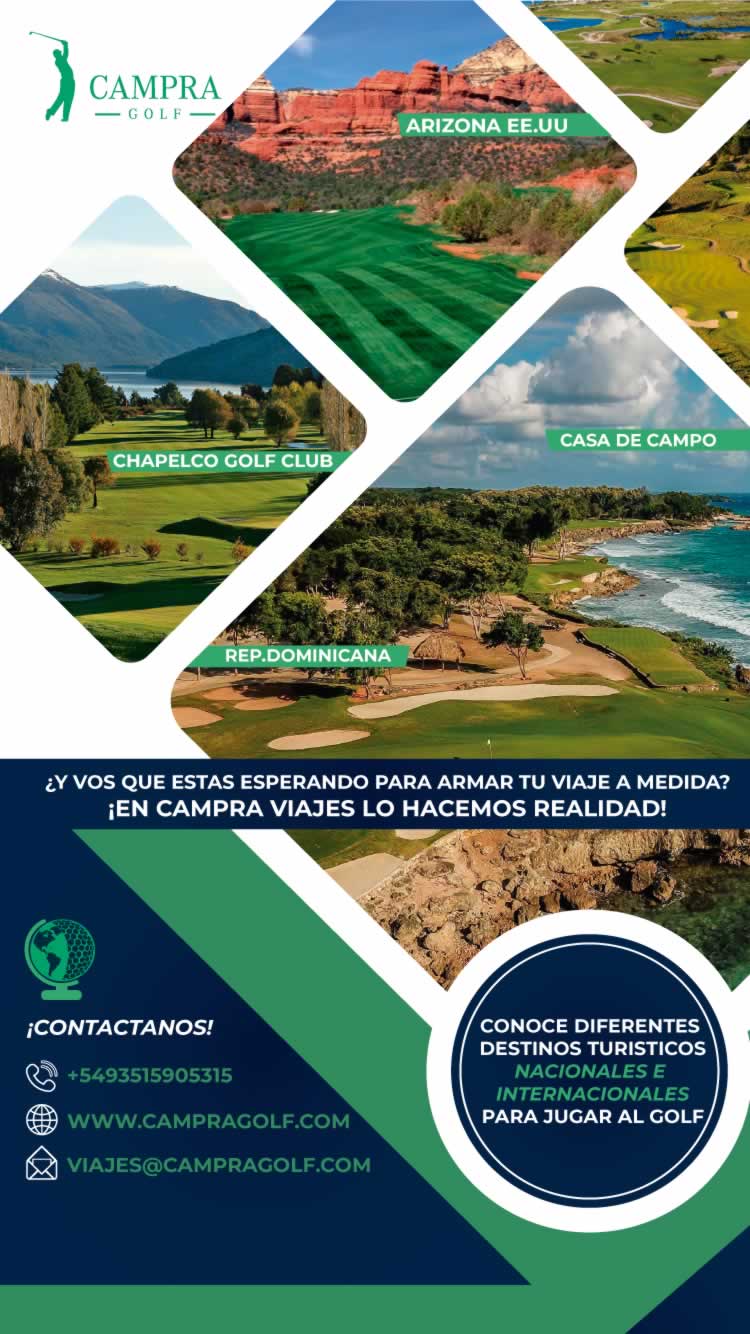 CAMPRA
GOLF
ARIZONA EE.UU
CASA DE CAMPO
CHAPELCO GOLF CLUB
REP.DOMINICANA
¿Y VOS QUE ESTAS ESPERANDO PARA ARMAR TU VIAJE A MEDIDA?
¡EN CAMPRA VIAJES LO HACEMOS REALIDAD!
CONOCE DIFERENTES
DESTINOS TURISTICOS
NACIONALES E
INTERNACIONALES
PARA JUGAR AL GOLF
¡CONTACTANOS!
+5493515905315
WWW.CAMPRAGOLF.COM
VIAJES@CAMPRAGOLF.COM